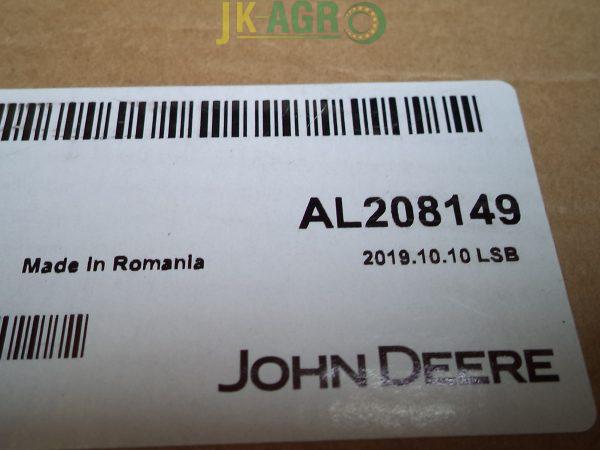 JK-AGRO
AL208149
Made in Romania
2019.10.10 LSB
JOHN DEERE